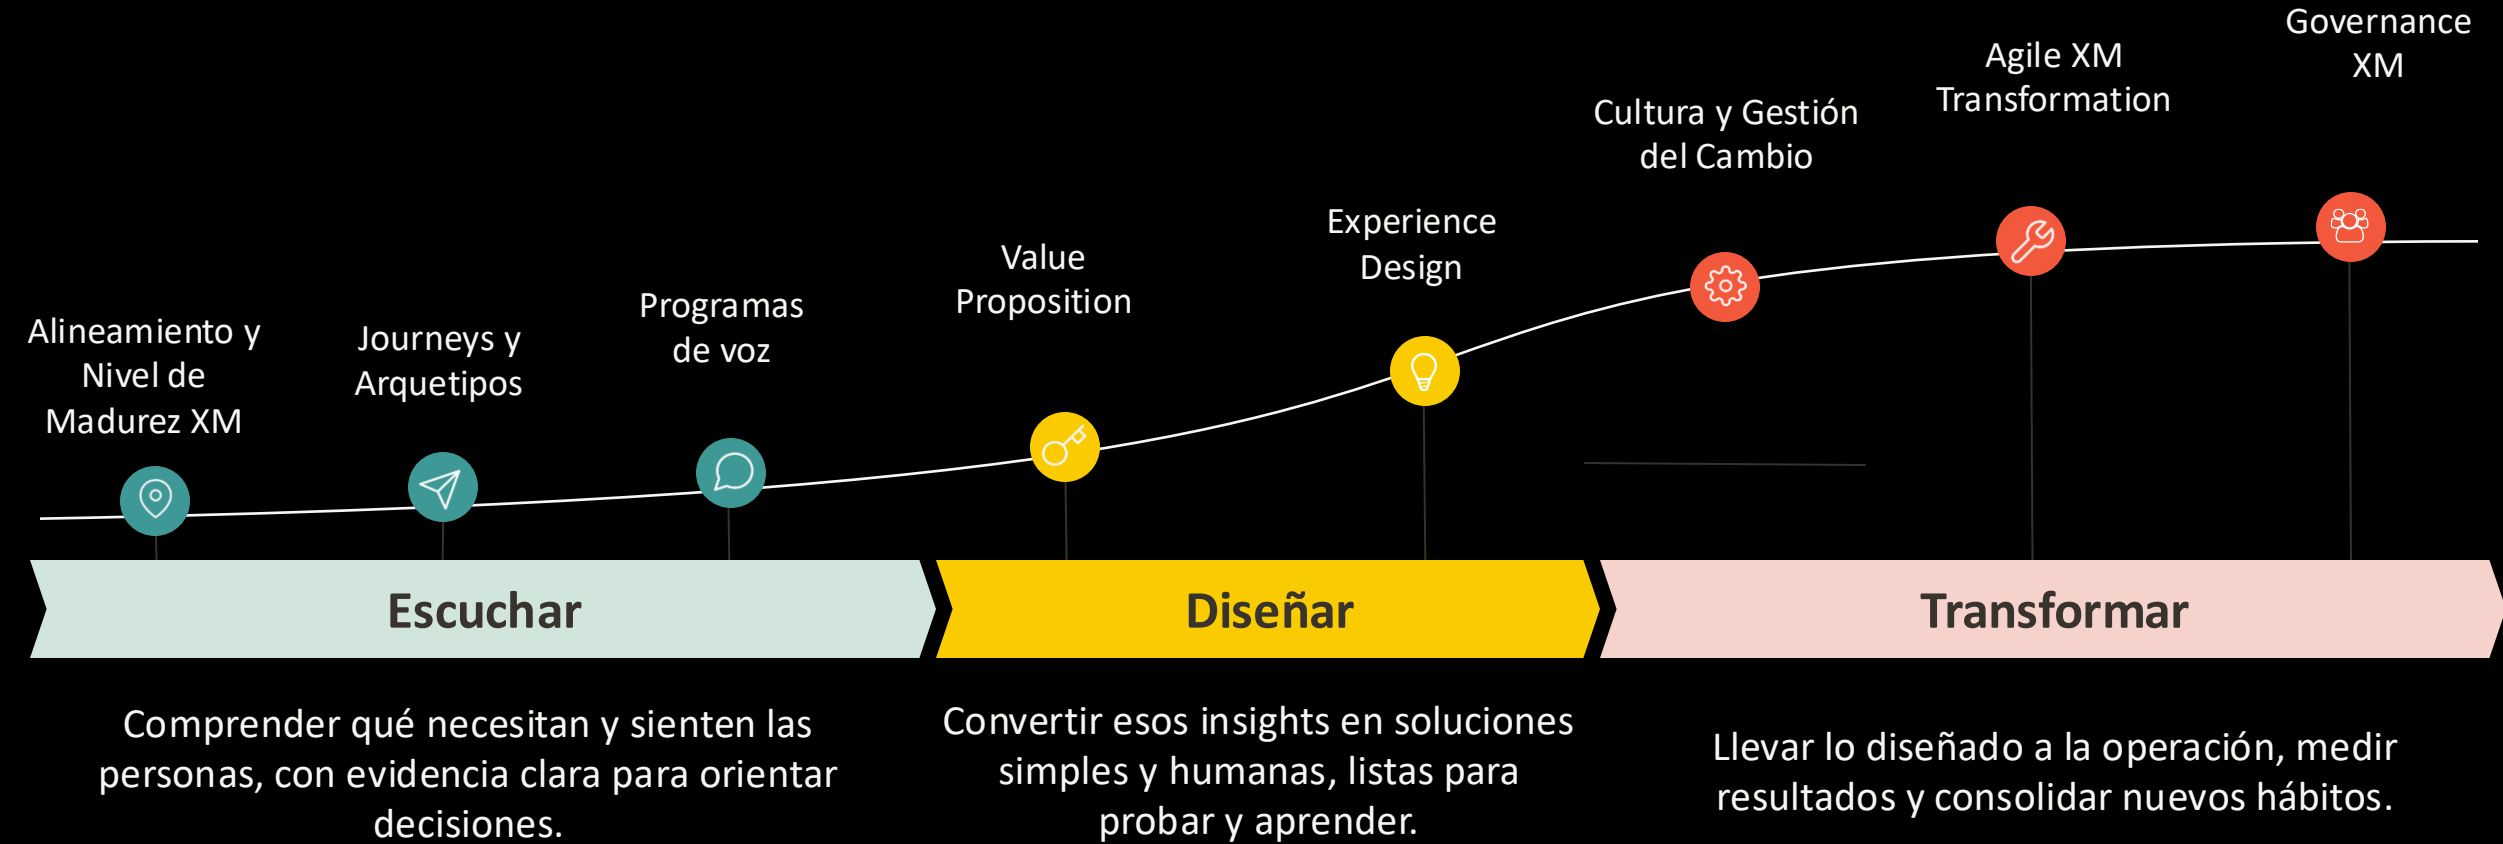 Alineamiento y
Nivel de
Madurez XM
Journeys y
Arquetipos
Programas
de voz
Value
Proposition
Experience
Design
Cultura y Gestión
del Cambio
Agile XM
Transformation
Governance
XM
Escuchar
Diseñar
Transformar
Comprender qué necesitan y sienten las
personas, con evidencia clara para orientar
decisiones.
Convertir esos insights en soluciones
simples y humanas, listas para
probar y aprender.
Llevar lo diseñado a la operación, medir
resultados y consolidar nuevos hábitos.